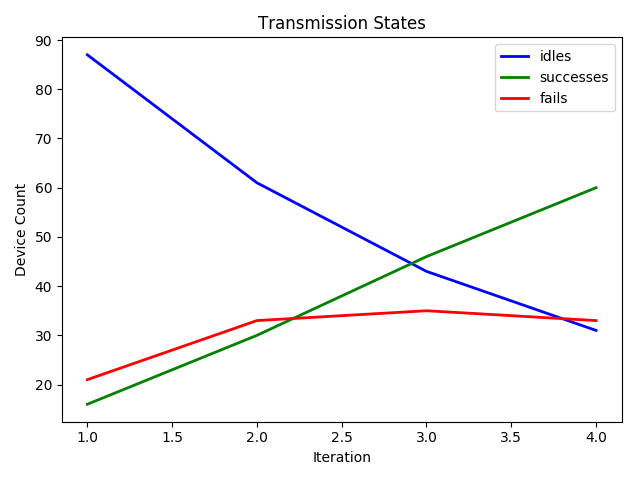 Transmission States
90
80
70
60
50
40
30
20
Device Count
idles
successes
fails
1.0 1.5 2.0 2.5 3.0 3.5 4.0
Iteration